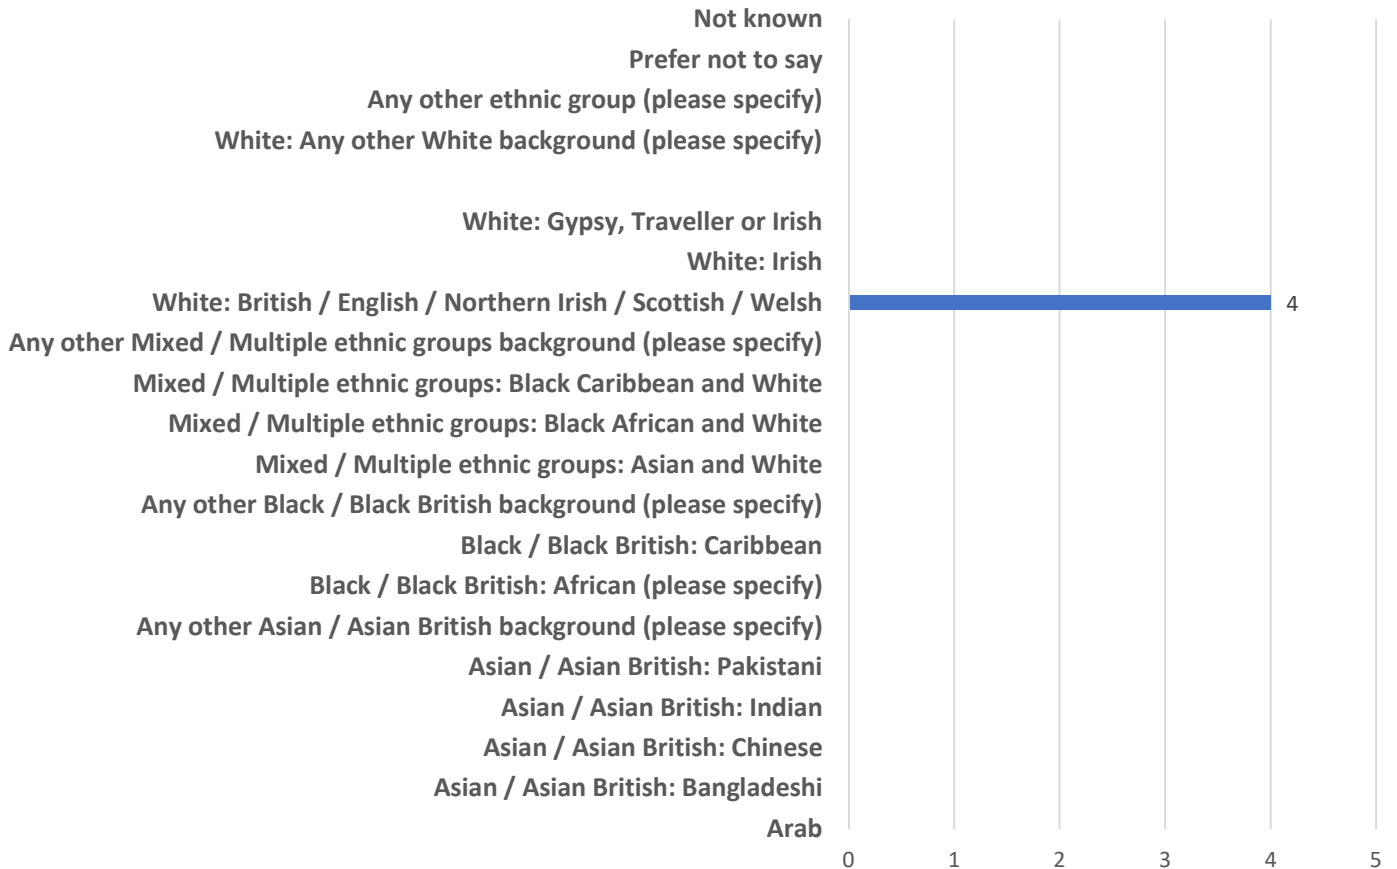 Not known
Prefer not to say
Any other ethnic group (please specify)
White: Any other White background (please specify)
White: Gypsy, Traveller or Irish
White: Irish
White: British / English / Northern Irish / Scottish / Welsh
4
Any other Mixed / Multiple ethnic groups background (please specify)
Mixed / Multiple ethnic groups: Black Caribbean and White
Mixed / Multiple ethnic groups: Black African and White
Mixed / Multiple ethnic groups: Asian and White
Any other Black / Black British background (please specify)
Black / Black British: Caribbean
Black / Black British: African (please specify)
Any other Asian / Asian British background (please specify)
Asian / Asian British: Pakistani
Asian / Asian British: Indian
Asian / Asian British: Chinese
Asian / Asian British: Bangladeshi
Arab
0 1 2 3 4 5